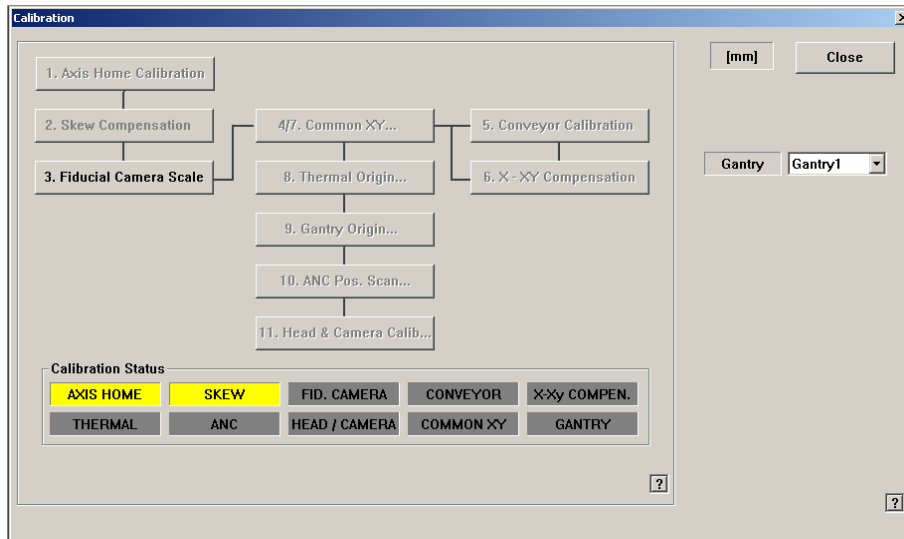 Calibration
[mm]
Close
1. Axis Home Calibration
2. Skew Compensation
4/7. Common XY...
5. Conveyor Calibration
3. Fiducial Camera Scale
8. Thermal Origin...
6. X - XY Compensation
Gantry
Gantry1
9. Gantry Origin...
10. ANC Pos. Scan...
11. Head & Camera Calib...
Calibration Status
AXIS HOME
SKEW
FID. CAMERA
CONVEYOR
X-Xy COMPEN.
THERMAL
ANC
HEAD / CAMERA
COMMON XY
GANTRY
?
?